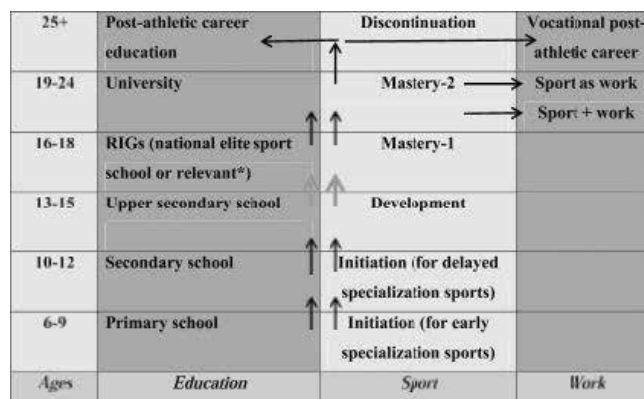 25+ Post-athletic career Discontinuation Vocational post-
education athletic career
19-24 University Mastery-2 Sport as work
Sport + work
16-18 RIGs (national elite sport Mastery-1
school or relevant*)
13-15 Upper secondary school Development
10-12 Secondary school Initiation (for delayed
specialization sports)
6-9 Primary school Initiation (for early
specialization sports)
Ages Education Sport Work